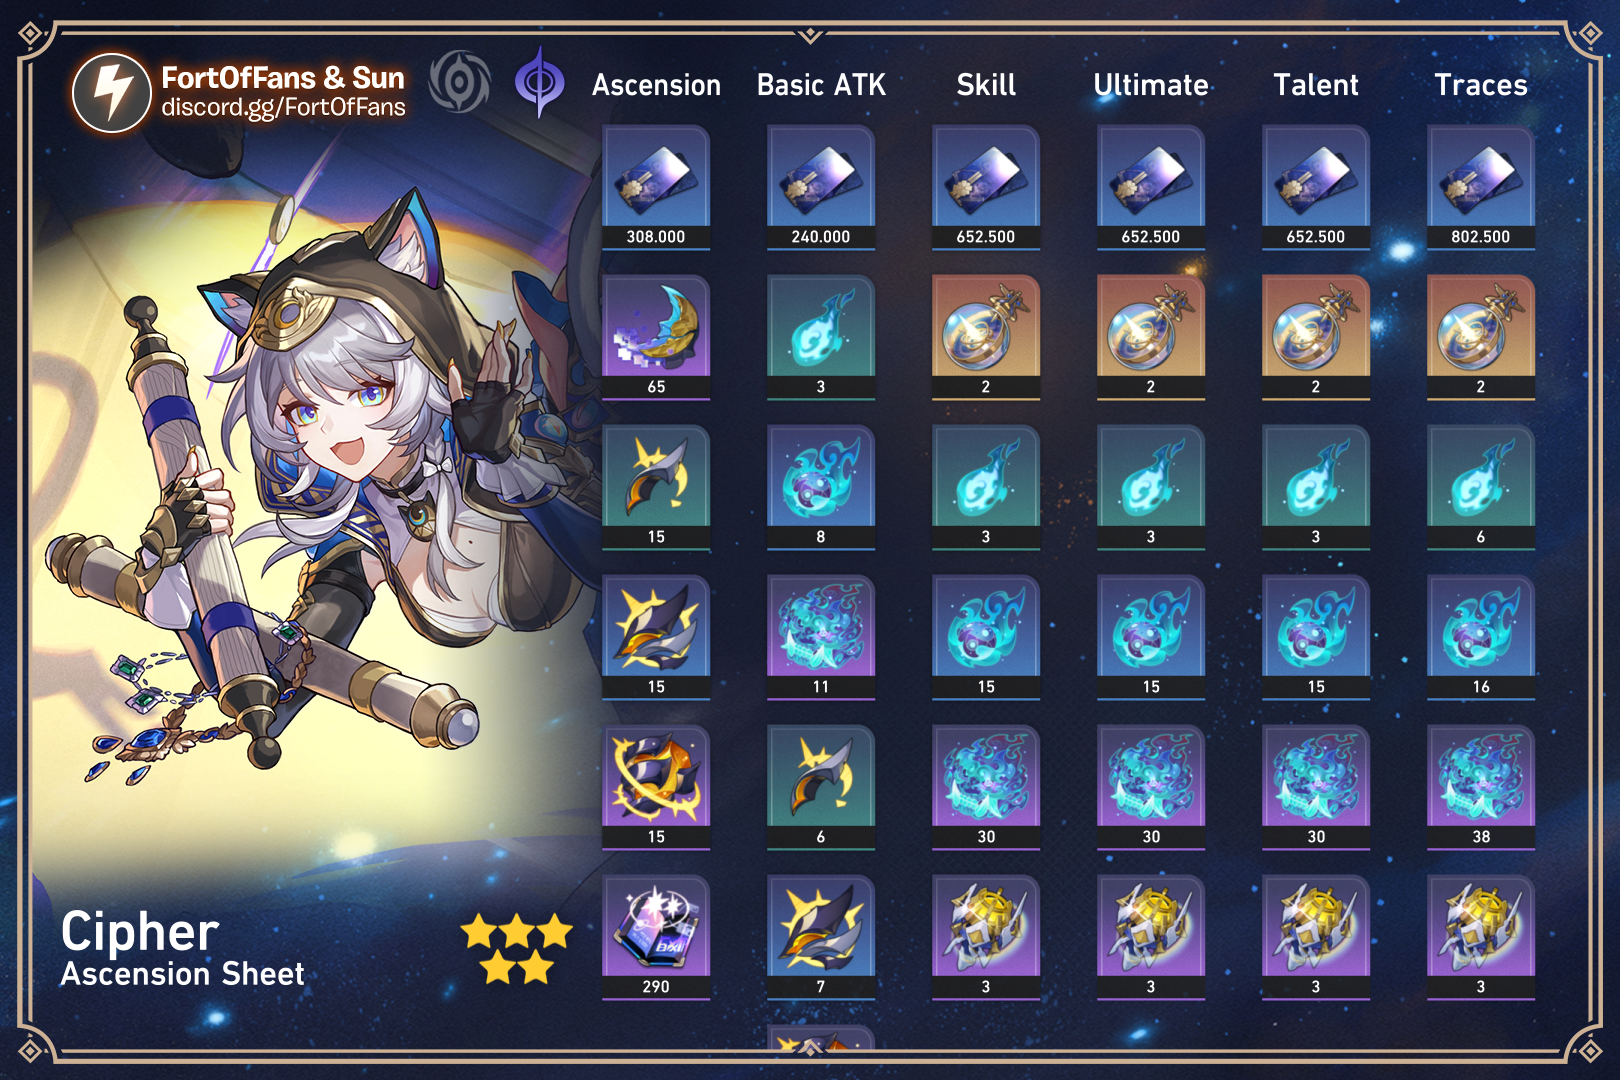 FortOfFans & Sun
discord.gg/FortOfFans
Ascension Basic ATK Skill Ultimate Talent Traces
308.000 240.000 652.500 652.500 652.500 802.500
65 3 2 2 2 2
15 8 3 3 3 6
15 11 15 15 15 16
15 6 30 30 30 38
290 7 3 3 3 3
Cipher
Ascension Sheet